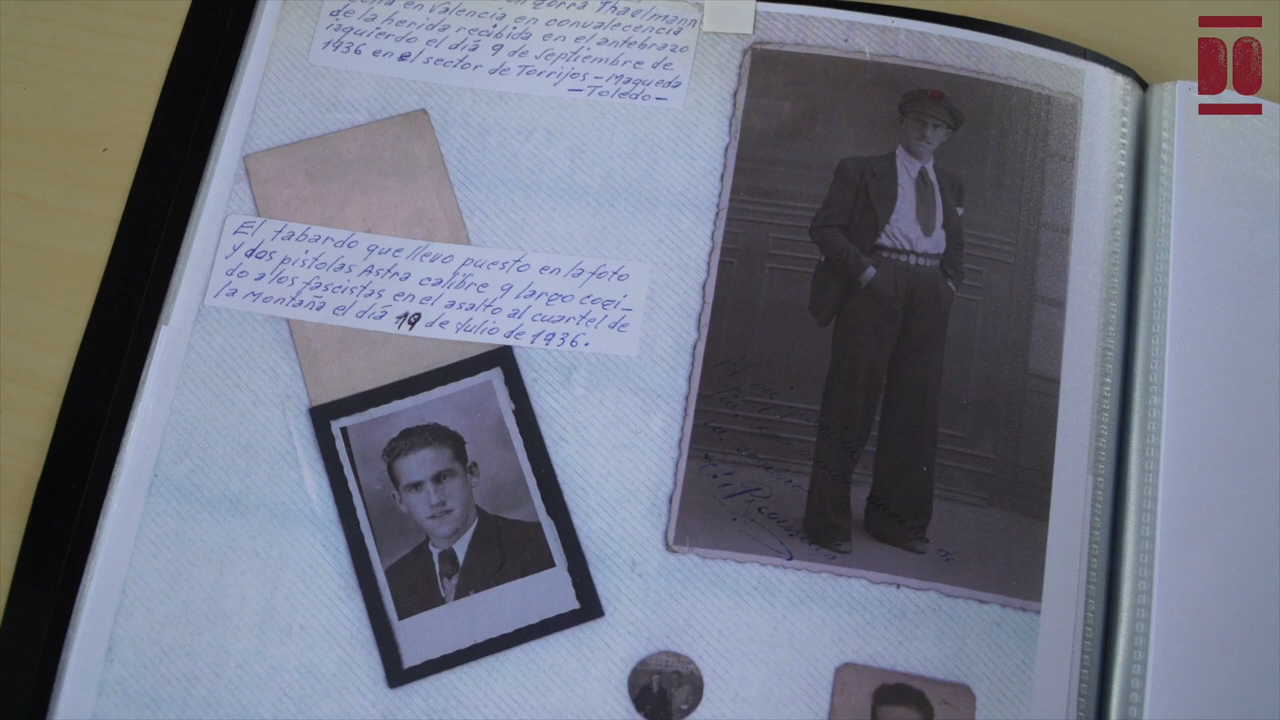 gorra Thaelmann
en Valencia en convalecencia
de la herida recibida en el antebrazo
izquierdo el día 9 de Septiembre de
1936 en el sector de Torrijos - Maqueda
- Toledo -
El tabardo que llevo puesto en la foto
y dos pistolas Astra calibre 9 largo cogi-
do a los fascistas en el asalto al cuartel de
la Montaña el día 19 de Julio de 1936.
DO